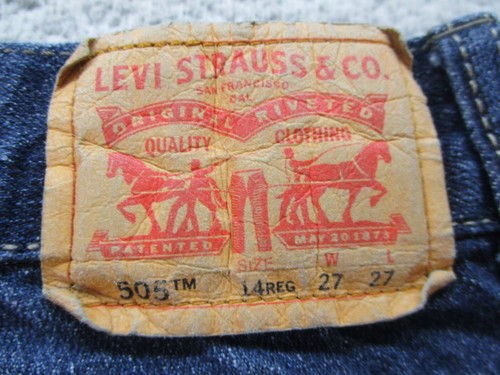 LEVI STRAUSS & CO.
SAN FRANCISCO
CAL
ORIGINAL RIVETED
QUALITY CLOTHING
PATENTED MAY 20 1873
SIZE W L
505™ 14REG 27 27